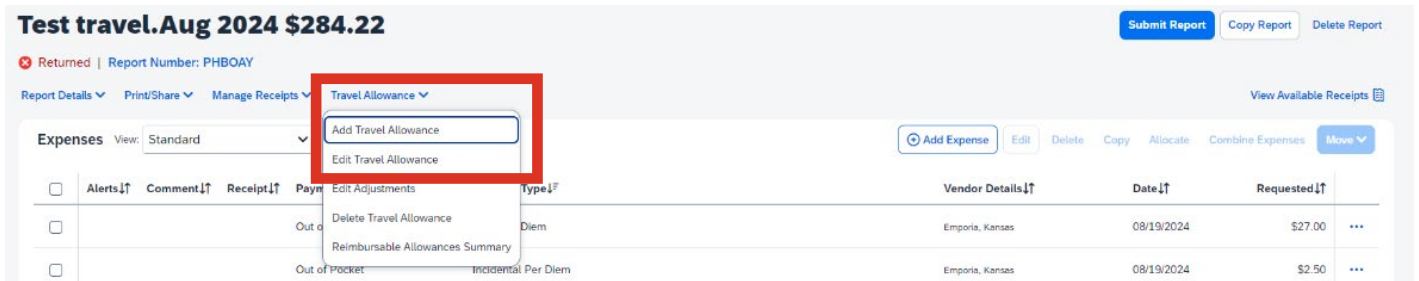 Test travel.Aug 2024 $284.22
Submit Report Copy Report Delete Report
Returned | Report Number: PHBOAY
Report Details Print/Share Manage Receipts Travel Allowance
View Available Receipts
Add Travel Allowance
Edit Travel Allowance
Edit Adjustments
Delete Travel Allowance
Reimbursable Allowances Summary
Expenses View: Standard
Add Expense Edit Delete Copy Allocate Combine Expenses Move
Alerts Comment Receipt Type Vendor Details Date Requested
Out Diem Emporia, Kansas 08/19/2024 $27.00
Out of Pocket Incidental Per Diem Emporia, Kansas 08/19/2024 $2.50